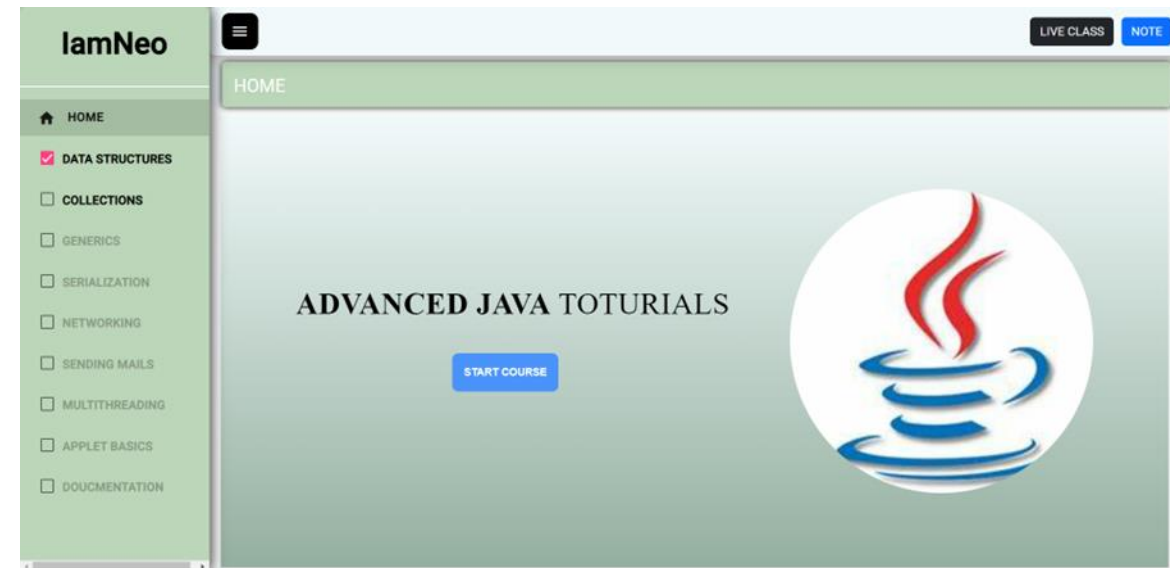 IamNeo
HOME
DATA STRUCTURES
COLLECTIONS
GENERICS
SERIALIZATION
NETWORKING
SENDING MAILS
MULTITHREADING
APPLET BASICS
DOUCMENTATION
LIVE CLASS
NOTE
HOME
ADVANCED JAVA TOTURIALS
START COURSE